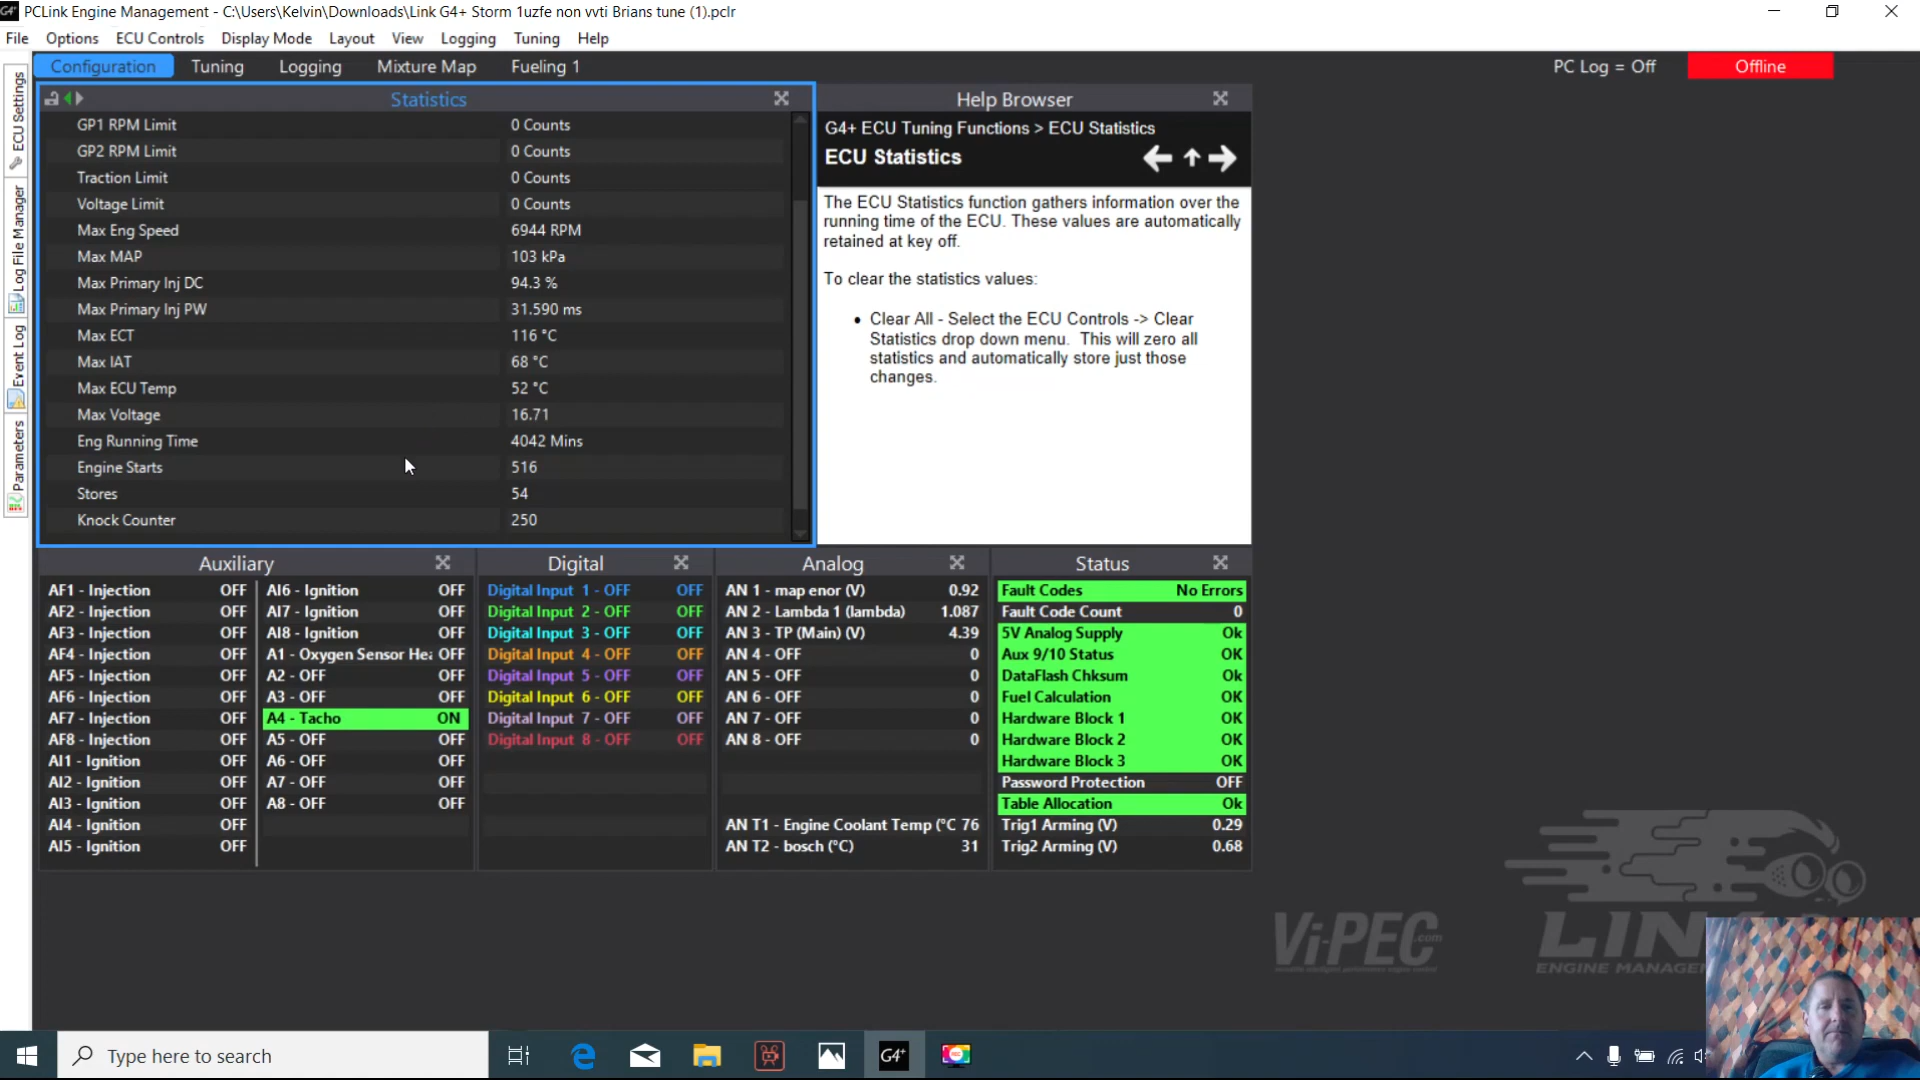 G4+ PCLink Engine Management - C:\Users\Kelvin\Downloads\Link G4+ Storm 1uzfe non vvti Brians tune (1).pclr
File Options ECU Controls Display Mode Layout View Logging Tuning Help
Configuration Tuning Logging Mixture Map Fueling 1 PC Log = Off Offline
ECU Settings
Log File Manager
Event Log
Parameters
Statistics
GP1 RPM Limit 0 Counts
GP2 RPM Limit 0 Counts
Traction Limit 0 Counts
Voltage Limit 0 Counts
Max Eng Speed 6944 RPM
Max MAP 103 kPa
Max Primary Inj DC 94.3 %
Max Primary Inj PW 31.590 ms
Max ECT 116 °C
Max IAT 68 °C
Max ECU Temp 52 °C
Max Voltage 16.71
Eng Running Time 4042 Mins
Engine Starts 516
Stores 54
Knock Counter 250
Help Browser
G4+ ECU Tuning Functions > ECU Statistics
ECU Statistics
The ECU Statistics function gathers information over the
running time of the ECU. These values are automatically
retained at key off.
To clear the statistics values:
• Clear All - Select the ECU Controls -> Clear
Statistics drop down menu. This will zero all
statistics and automatically store just those
changes.
Auxiliary
AF1 - Injection OFF
AF2 - Injection OFF
AF3 - Injection OFF
AF4 - Injection OFF
AF5 - Injection OFF
AF6 - Injection OFF
AF7 - Injection OFF
AF8 - Injection OFF
AI1 - Ignition OFF
AI2 - Ignition OFF
AI3 - Ignition OFF
AI4 - Ignition OFF
AI5 - Ignition OFF
AI6 - Ignition OFF
AI7 - Ignition OFF
AI8 - Ignition OFF
A1 - Oxygen Sensor Hea OFF
A2 - OFF OFF
A3 - OFF OFF
A4 - Tacho ON
A5 - OFF OFF
A6 - OFF OFF
A7 - OFF OFF
A8 - OFF OFF
Digital
Digital Input 1 - OFF OFF
Digital Input 2 - OFF OFF
Digital Input 3 - OFF OFF
Digital Input 4 - OFF OFF
Digital Input 5 - OFF OFF
Digital Input 6 - OFF OFF
Digital Input 7 - OFF OFF
Digital Input 8 - OFF OFF
Analog
AN 1 - map enor (V) 0.92
AN 2 - Lambda 1 (lambda) 1.087
AN 3 - TP (Main) (V) 4.39
AN 4 - OFF 0
AN 5 - OFF 0
AN 6 - OFF 0
AN 7 - OFF 0
AN 8 - OFF 0
AN T1 - Engine Coolant Temp (°C 76
AN T2 - bosch (°C) 31
Status
Fault Codes No Errors
Fault Code Count 0
5V Analog Supply Ok
Aux 9/10 Status OK
DataFlash Chksum Ok
Fuel Calculation OK
Hardware Block 1 OK
Hardware Block 2 OK
Hardware Block 3 OK
Password Protection OFF
Table Allocation Ok
Trig1 Arming (V) 0.29
Trig2 Arming (V) 0.68
Vi-PEC.com
LIN
ENGINE MANAGE
Type here to search
G4+